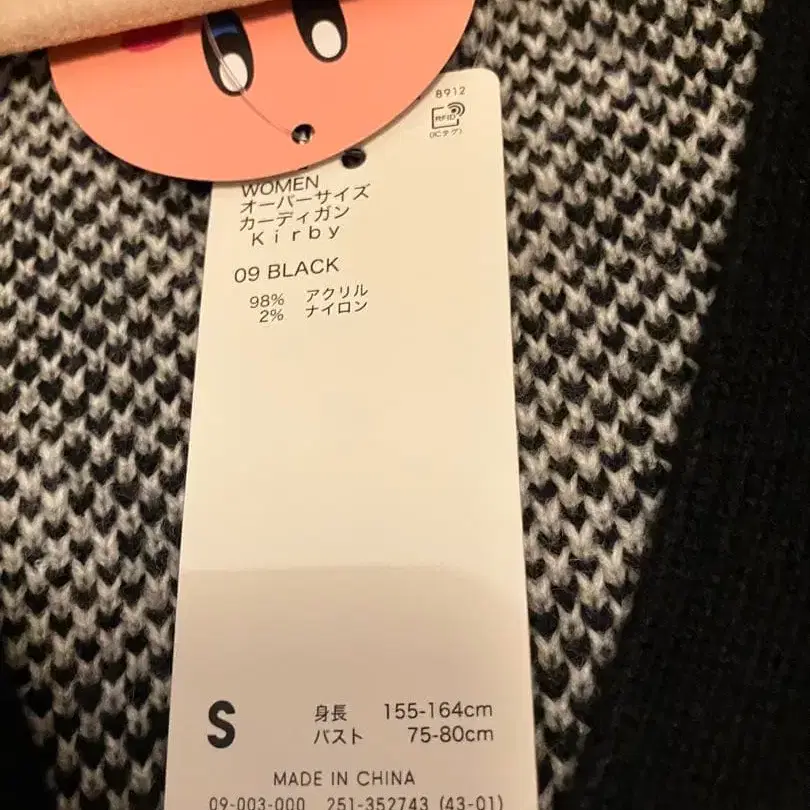 8912
RFID
(ICタグ)
WOMEN
オーバーサイズ
カーディガン
Kirby
09 BLACK
98% アクリル
2% ナイロン
S
身長 155-164cm
バスト 75-80cm
MADE IN CHINA
09-003-000 251-352743 (43-01)